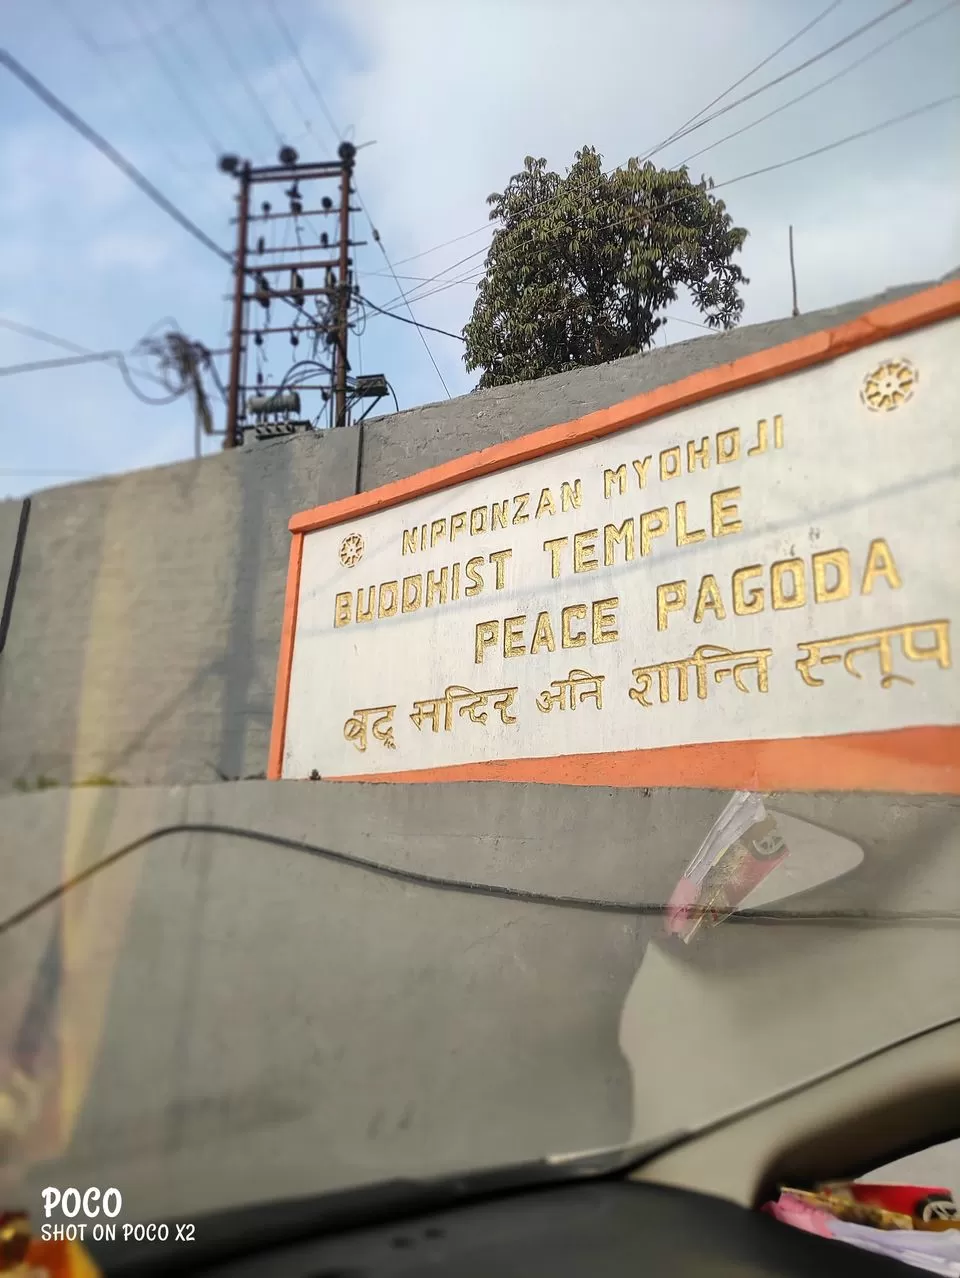 NIPPONZAN MYOHOJI
BUDDHIST TEMPLE
PEACE PAGODA
बुद्ध मन्दिर अनि शान्ति स्तूप
POCO
SHOT ON POCO X2